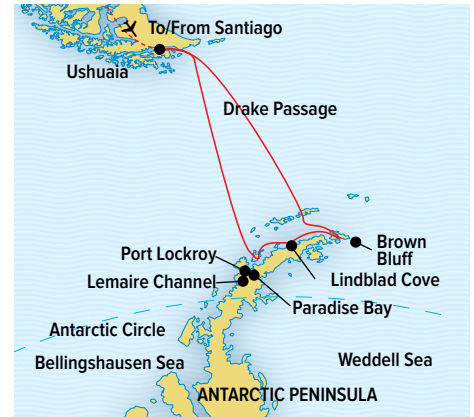 To/From Santiago
Ushuaia
Drake Passage
Port Lockroy
Brown
Bluff
Lemaire Channel
Lindblad Cove
Paradise Bay
Antarctic Circle
Bellingshausen Sea
Weddell Sea
ANTARCTIC PENINSULA